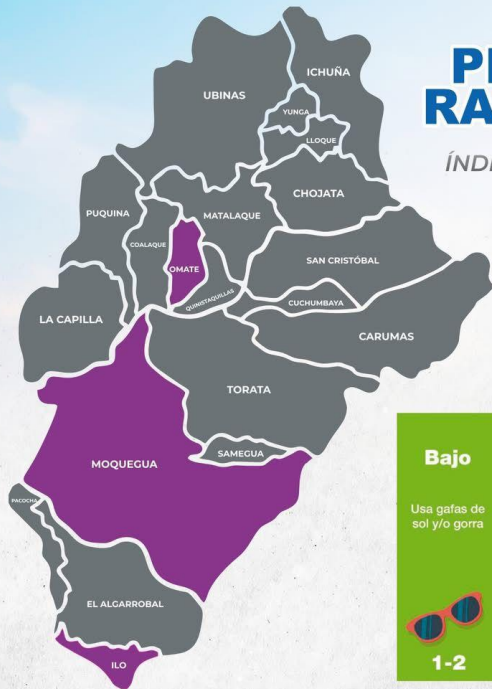 ICHUÑA
UBINAS
YUNGA
LLOQUE
CHOJATA
PUQUINA
MATALAQUE
COALAQUE
OMATE
SAN CRISTÓBAL
QUINISTAQUILLAS
CUCHUMBAYA
LA CAPILLA
CARUMAS
TORATA
SAMEGUA
MOQUEGUA
PACOCHA
EL ALGARROBAL
ILO
RA
Bajo
Usa gafas de
sol y/o gorra
1-2